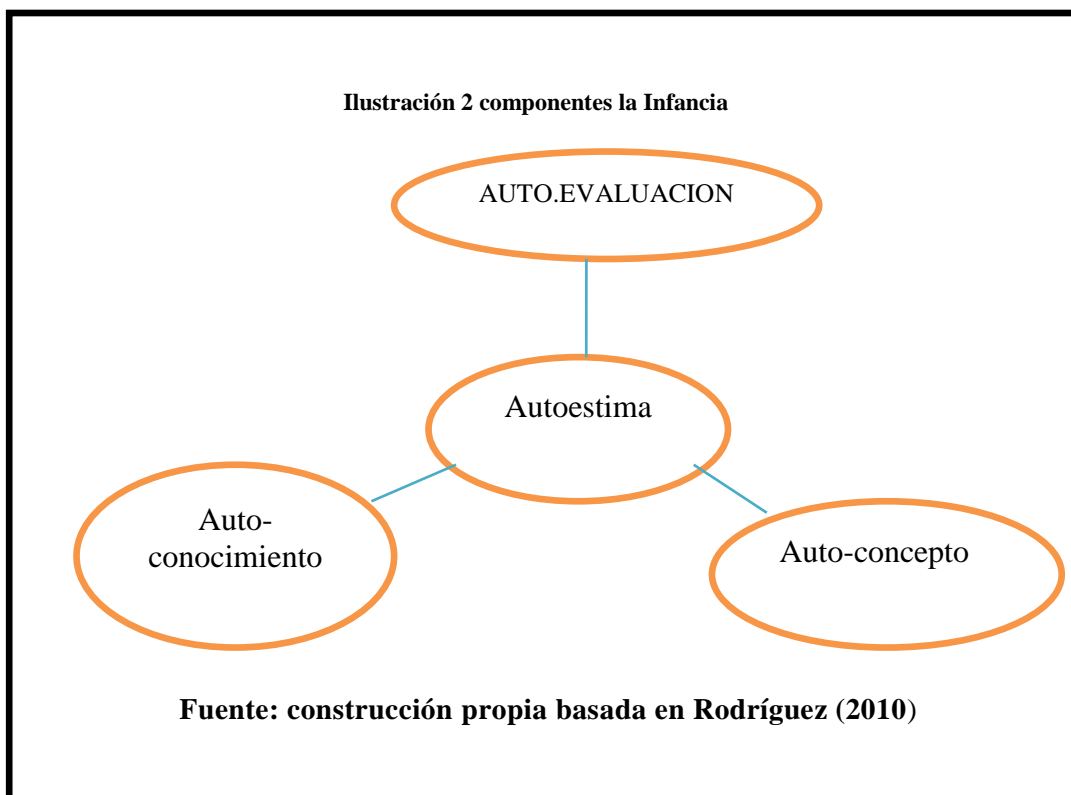 Ilustración 2 componentes la Infancia
AUTO.EVALUACION
Autoestima
Auto-
conocimiento
Auto-concepto
Fuente: construcción propia basada en Rodríguez (2010)